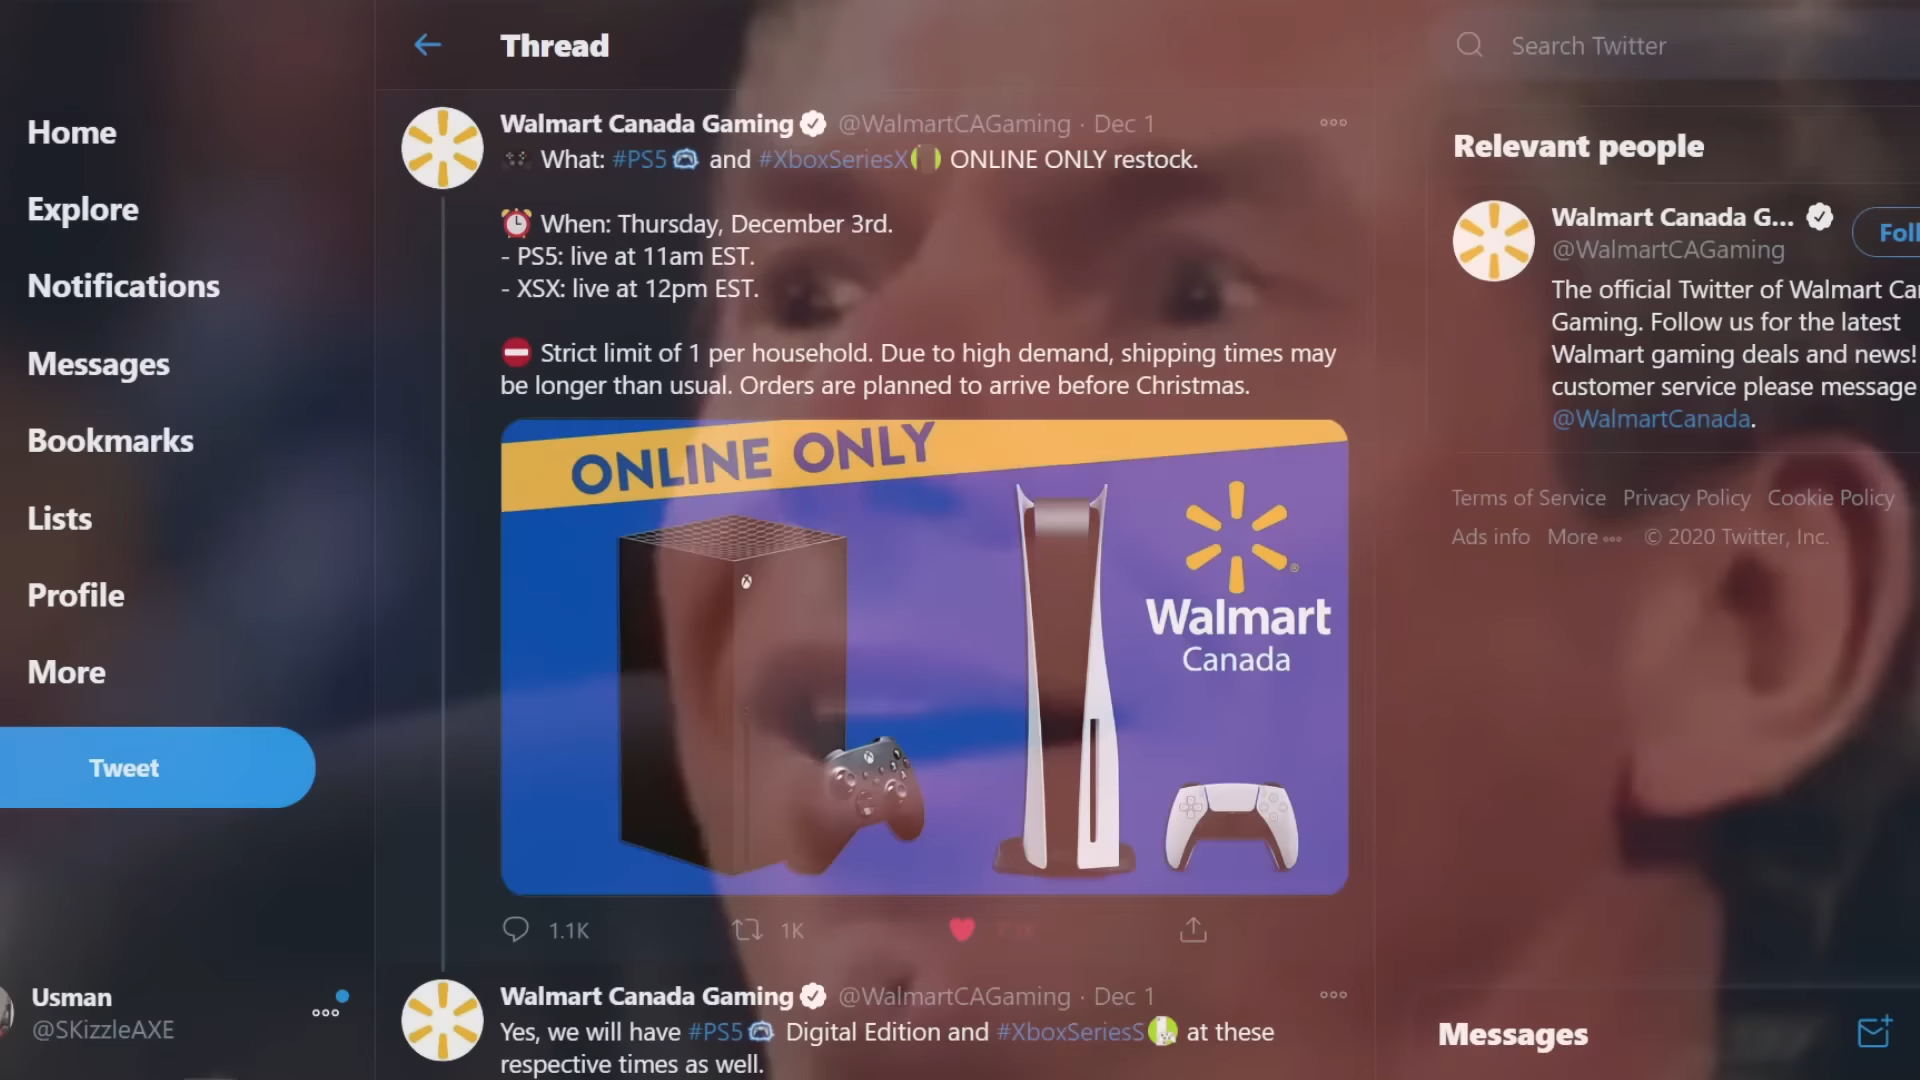 Thread
Search Twitter
Home
Explore
Notifications
Messages
Bookmarks
Lists
Profile
More
Tweet
Usman
@SKizzleAXE
Walmart Canada Gaming @WalmartCAGaming · Dec 1
What: #PS5 and #XboxSeriesX ONLINE ONLY restock.
When: Thursday, December 3rd.
- PS5: live at 11am EST.
- XSX: live at 12pm EST.
Strict limit of 1 per household. Due to high demand, shipping times may
be longer than usual. Orders are planned to arrive before Christmas.
ONLINE ONLY
Walmart
Canada
1.1K 1K
Walmart Canada Gaming @WalmartCAGaming · Dec 1
Yes, we will have #PS5 Digital Edition and #XboxSeriesS at these
respective times as well.
Relevant people
Walmart Canada G...
Foll
@WalmartCAGaming
The official Twitter of Walmart Ca
Gaming. Follow us for the latest
Walmart gaming deals and news!
customer service please message
@WalmartCanada.
Terms of Service Privacy Policy Cookie Policy
Ads info More ··· © 2020 Twitter, Inc.
Messages